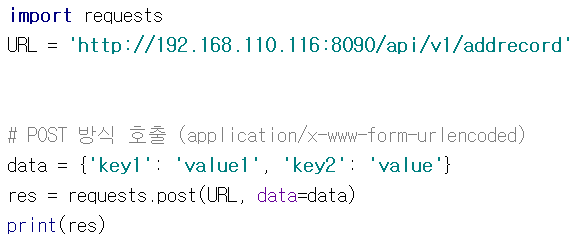 import requests
URL = 'http://192.168.110.116:8090/api/v1/addrecord'
# POST 방식 호출 (application/x-www-form-urlencoded)
data = {'key1': 'value1', 'key2': 'value'}
res = requests.post(URL, data=data)
print(res)